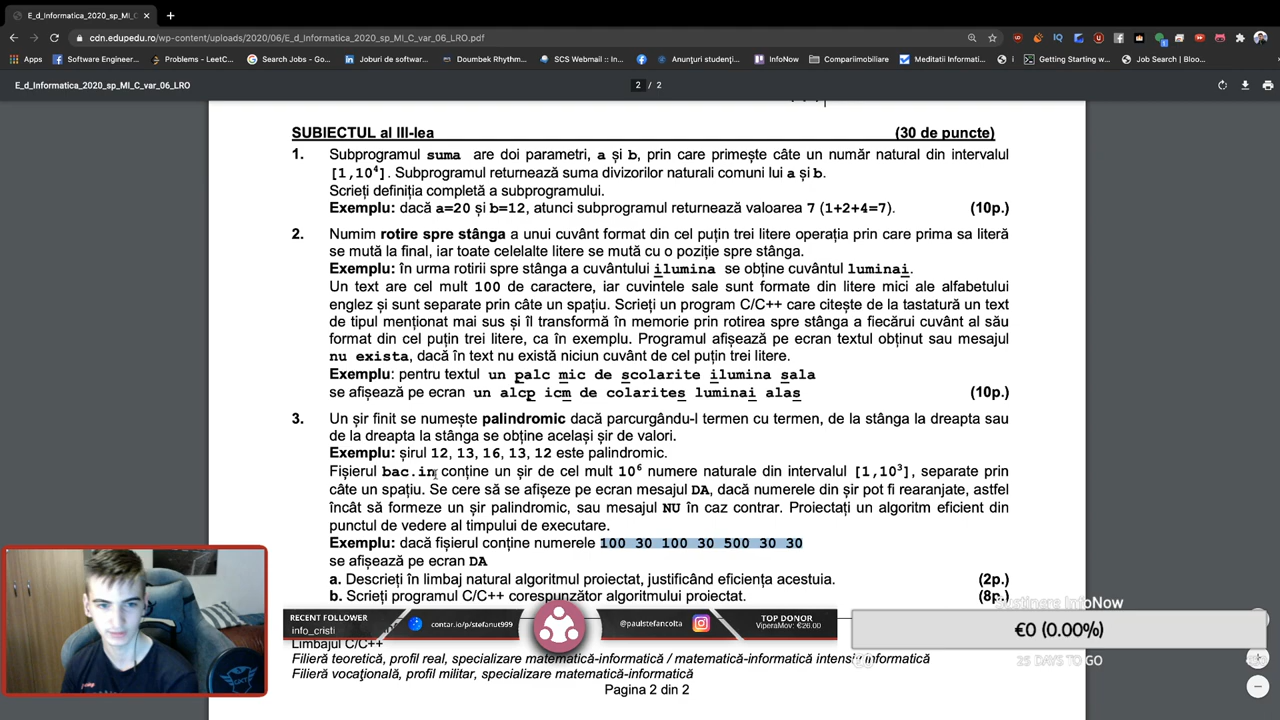 E_d_Informatica_2020_sp_MI_C
cdn.edupedu.ro/wp-content/uploads/2020/06/E_d_Informatica_2020_sp_MI_C_var_06_LRO.pdf
Apps Software Engineer... Problems - LeetC... Search Jobs - Go... Joburi de softwar... Doumbek Rhythm... SCS Webmail :: In... Anunțuri studenți... InfoNow Compariimobiliare Meditatii Informati... Getting Starting w... Job Search | Bloo...
E_d_Informatica_2020_sp_MI_C_var_06_LRO
2 / 2
SUBIECTUL al III-lea (30 de puncte)
1. Subprogramul suma are doi parametri, a și b, prin care primește câte un număr natural din intervalul
[1,10⁴]. Subprogramul returnează suma divizorilor naturali comuni lui a și b.
Scrieți definiția completă a subprogramului.
Exemplu: dacă a=20 și b=12, atunci subprogramul returnează valoarea 7 (1+2+4=7). (10p.)
2. Numim rotire spre stânga a unui cuvânt format din cel puțin trei litere operația prin care prima sa literă
se mută la final, iar toate celelalte litere se mută cu o poziție spre stânga.
Exemplu: în urma rotirii spre stânga a cuvântului ilumina se obține cuvântul luminai.
Un text are cel mult 100 de caractere, iar cuvintele sale sunt formate din litere mici ale alfabetului
englez și sunt separate prin câte un spațiu. Scrieți un program C/C++ care citește de la tastatură un text
de tipul menționat mai sus și îl transformă în memorie prin rotirea spre stânga a fiecărui cuvânt al său
format din cel puțin trei litere, ca în exemplu. Programul afișează pe ecran textul obținut sau mesajul
nu exista, dacă în text nu există niciun cuvânt de cel puțin trei litere.
Exemplu: pentru textul un palc mic de scolarite ilumina sala
se afișează pe ecran un alcp icm de colarites luminai alas (10p.)
3. Un șir finit se numește palindromic dacă parcurgându-l termen cu termen, de la stânga la dreapta sau
de la dreapta la stânga se obține același șir de valori.
Exemplu: șirul 12, 13, 16, 13, 12 este palindromic.
Fișierul bac.in conține un șir de cel mult 10⁶ numere naturale din intervalul [1,10³], separate prin
câte un spațiu. Se cere să se afișeze pe ecran mesajul DA, dacă numerele din șir pot fi rearanjate, astfel
încât să formeze un șir palindromic, sau mesajul NU în caz contrar. Proiectați un algoritm eficient din
punctul de vedere al timpului de executare.
Exemplu: dacă fișierul conține numerele 100 30 100 30 500 30 30
se afișează pe ecran DA
a. Descrieți în limbaj natural algoritmul proiectat, justificând eficiența acestuia. (2p.)
b. Scrieți programul C/C++ corespunzător algoritmului proiectat. (8p.)
Sustinere InfoNow
RECENT FOLLOWER
info_cristi
contar.io/p/stefanut999
@paulstefancolta
TOP DONOR
ViperaMov: €26.00
€0 (0.00%)
25 DAYS TO GO
Limbajul C/C++
Filieră teoretică, profil real, specializare matematică-informatică / matematică-informatică intensiv informatică
Filieră vocațională, profil militar, specializare matematică-informatică
Pagina 2 din 2